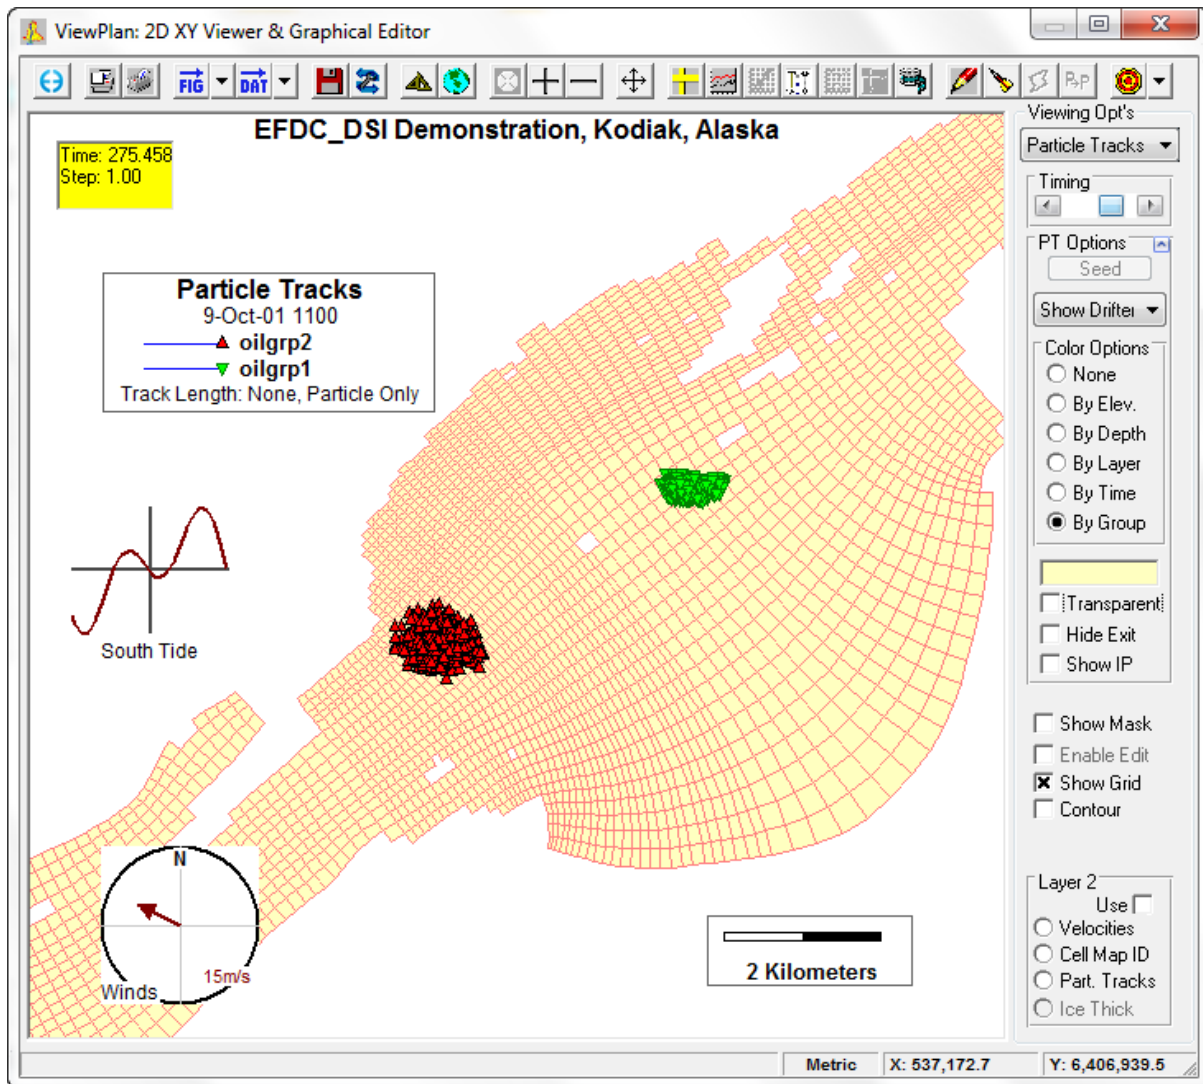 ViewPlan: 2D XY Viewer & Graphical Editor
FIG
DAT
P2P
EFDC_DSI Demonstration, Kodiak, Alaska
Time: 275.458
Step: 1.00
Particle Tracks
9-Oct-01 1100
oilgrp2
oilgrp1
Track Length: None, Particle Only
South Tide
N
15m/s
Winds
2 Kilometers
Viewing Opt's
Particle Tracks
Timing
PT Options
Seed
Show Drifter
Color Options
None
By Elev.
By Depth
By Layer
By Time
By Group
Transparent
Hide Exit
Show IP
Show Mask
Enable Edit
Show Grid
Contour
Layer 2
Use
Velocities
Cell Map ID
Part. Tracks
Ice Thick
Metric X: 537,172.7 Y: 6,406,939.5